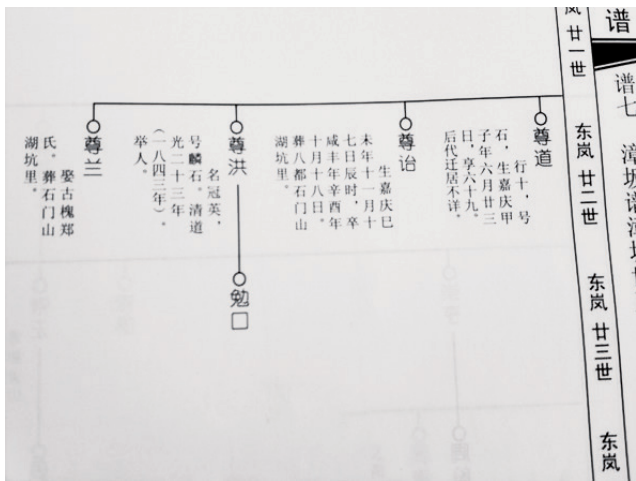 谱
谱七
岚 廿一世
东岚 廿二世
东岚 廿三世
东岚
尊道
行十，号
石，生嘉庆甲
子年六月廿三
日，享六十九。
后代迁居不详。
尊诒
生嘉庆巳
未年十一月十
七日辰时，卒
咸丰年辛酉年
十月十八日。
葬八都石门山
湖坑里。
尊洪
名冠英，
号麟石。清道
光二十三年
（一八四三年）。
举人。
勉口
尊兰
娶古槐郑
氏。葬石门山
湖坑里。